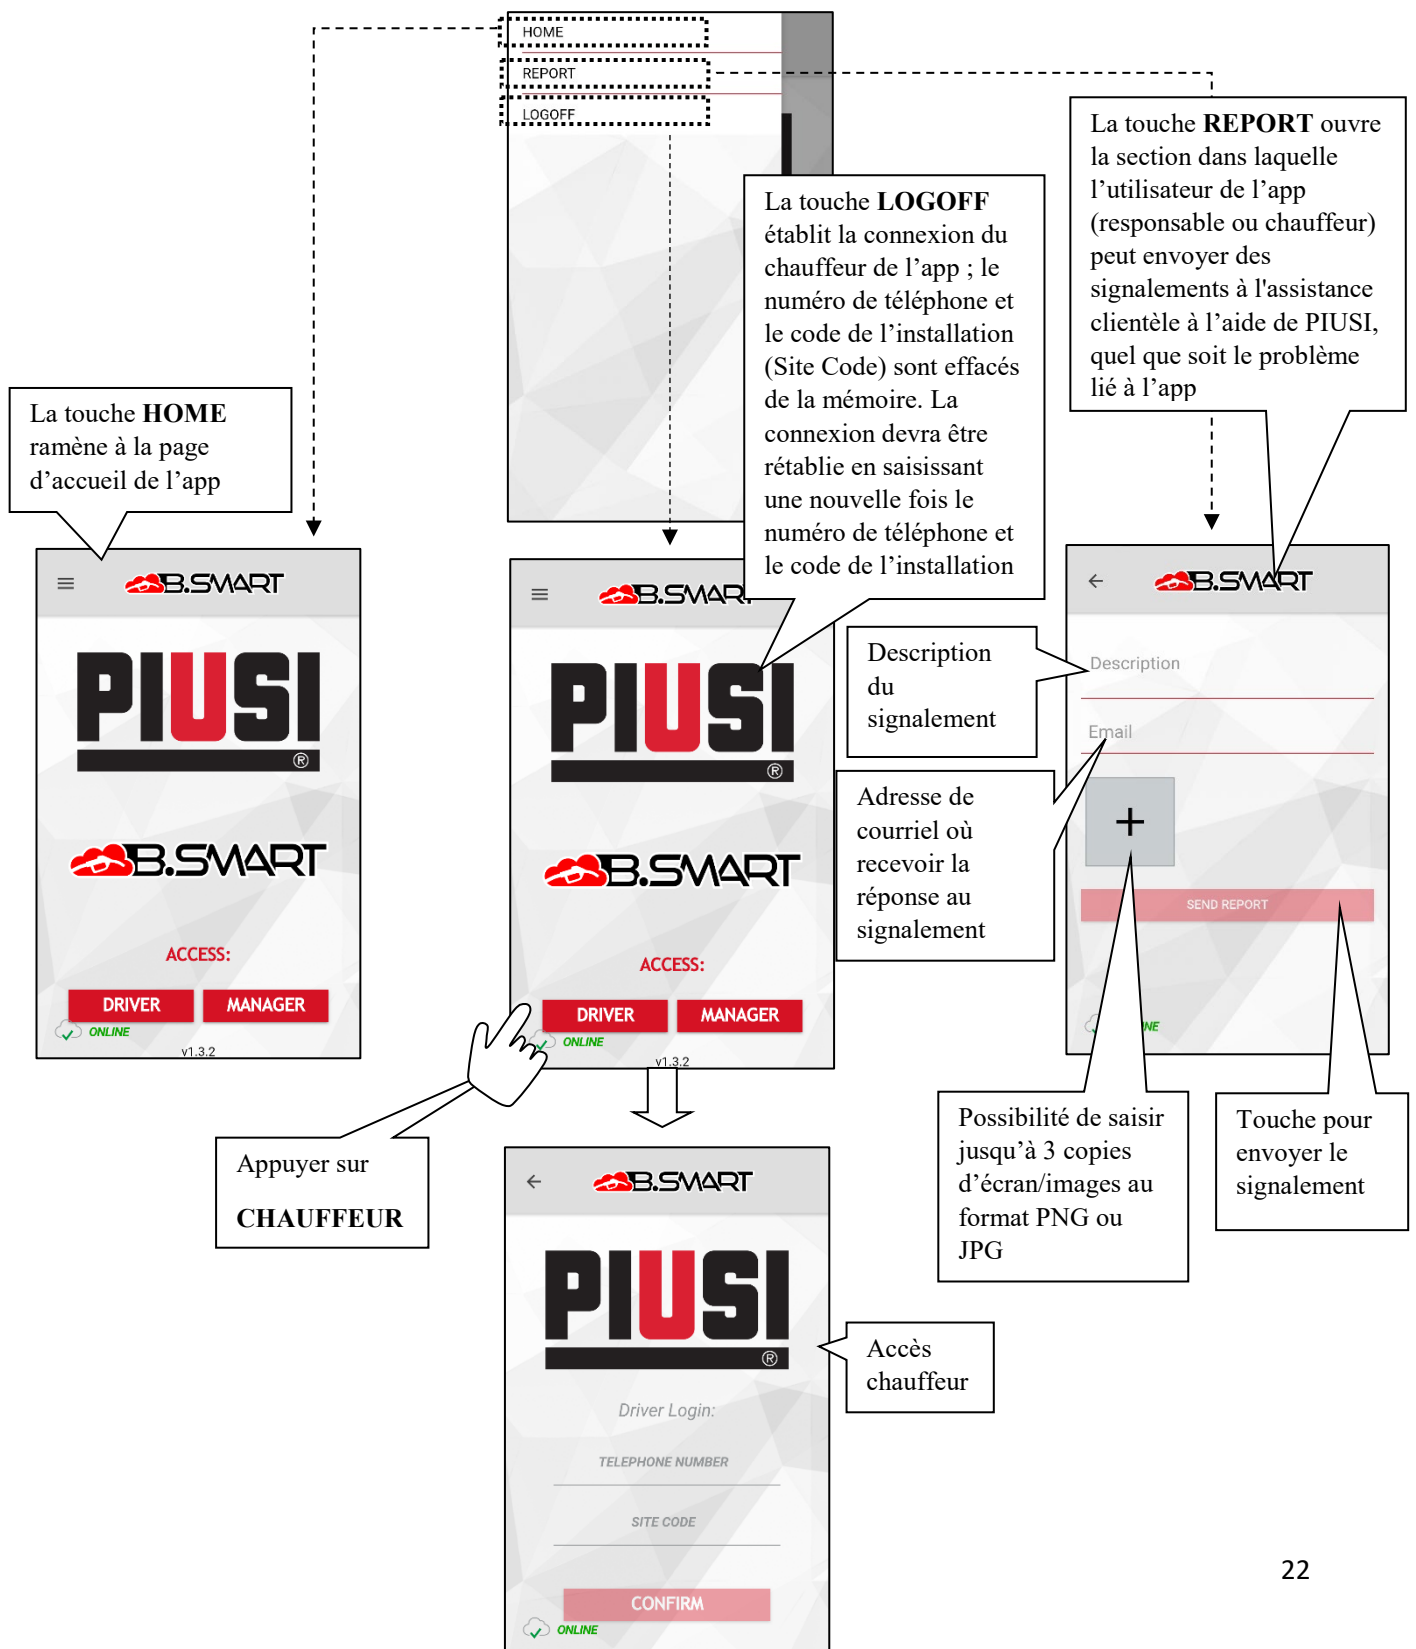 HOME
REPORT
LOGOFF
La touche REPORT ouvre
la section dans laquelle
l’utilisateur de l’app
(responsable ou chauffeur)
peut envoyer des
signalements à l'assistance
clientèle à l’aide de PIUSI,
quel que soit le problème
lié à l’app
La touche LOGOFF
établit la connexion du
chauffeur de l’app ; le
numéro de téléphone et
le code de l’installation
(Site Code) sont effacés
de la mémoire. La
connexion devra être
rétablie en saisissant
une nouvelle fois le
numéro de téléphone et
le code de l’installation
La touche HOME
ramène à la page
d’accueil de l’app
B.SMART
PIUSI
®
B.SMART
ACCESS:
DRIVER MANAGER
ONLINE
v1.3.2
B.SMART
PIUSI
®
B.SMART
ACCESS:
DRIVER MANAGER
ONLINE
v1.3.2
B.SMART
Description
Email
+
SEND REPORT
Description
du
signalement
Adresse de
courriel où
recevoir la
réponse au
signalement
Possibilité de saisir
jusqu’à 3 copies
d’écran/images au
format PNG ou
JPG
Touche pour
envoyer le
signalement
Appuyer sur
CHAUFFEUR
B.SMART
PIUSI
®
Driver Login:
TELEPHONE NUMBER
SITE CODE
CONFIRM
ONLINE
Accès
chauffeur
22